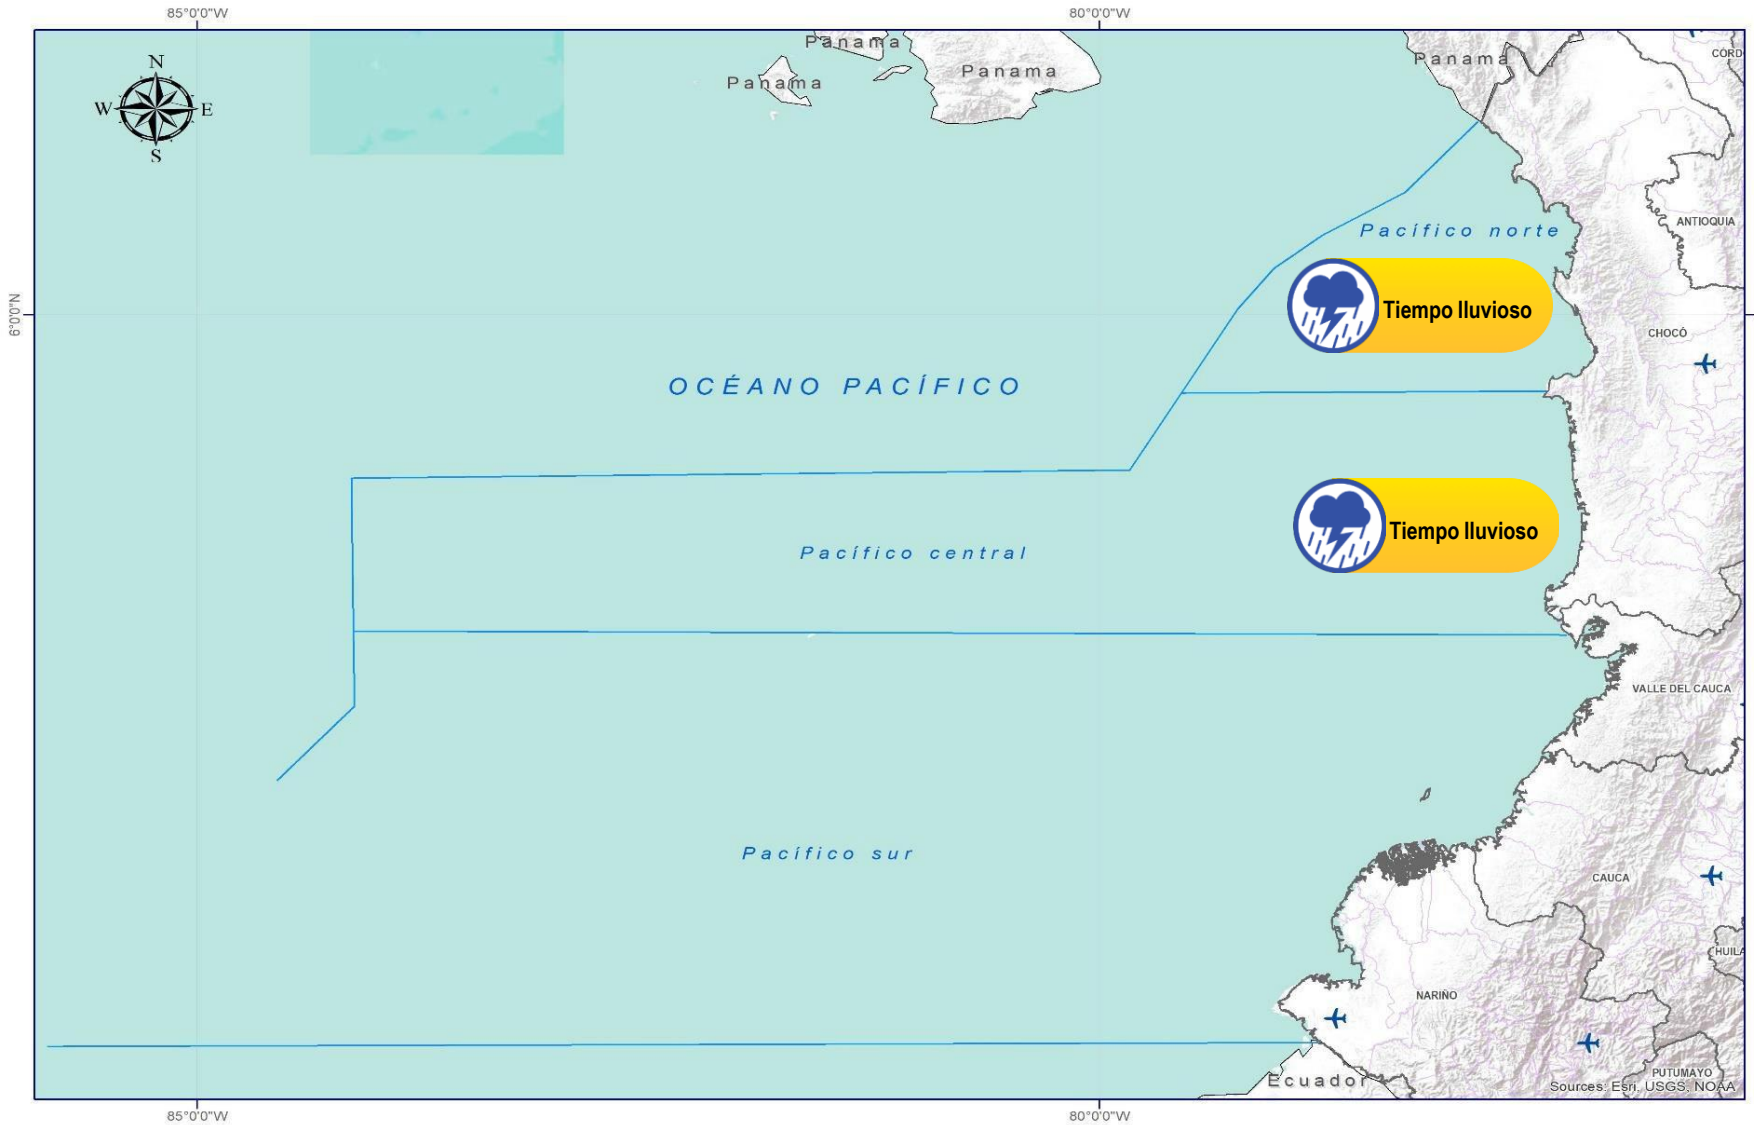 85°0'0"W
80°0'0"W
N
W
E
S
Panama
Panama
Panama
Panama
CÓRD
ANTIOQUIA
Pacífico norte
6°0'0"N
Tiempo lluvioso
CHOCÓ
OCÉANO PACÍFICO
Tiempo lluvioso
Pacífico central
VALLE DEL CAUCA
Pacífico sur
CAUCA
HUILA
NARIÑO
PUTUMAYO
Ecuador
Sources: Esri, USGS, NOAA
85°0'0"W
80°0'0"W